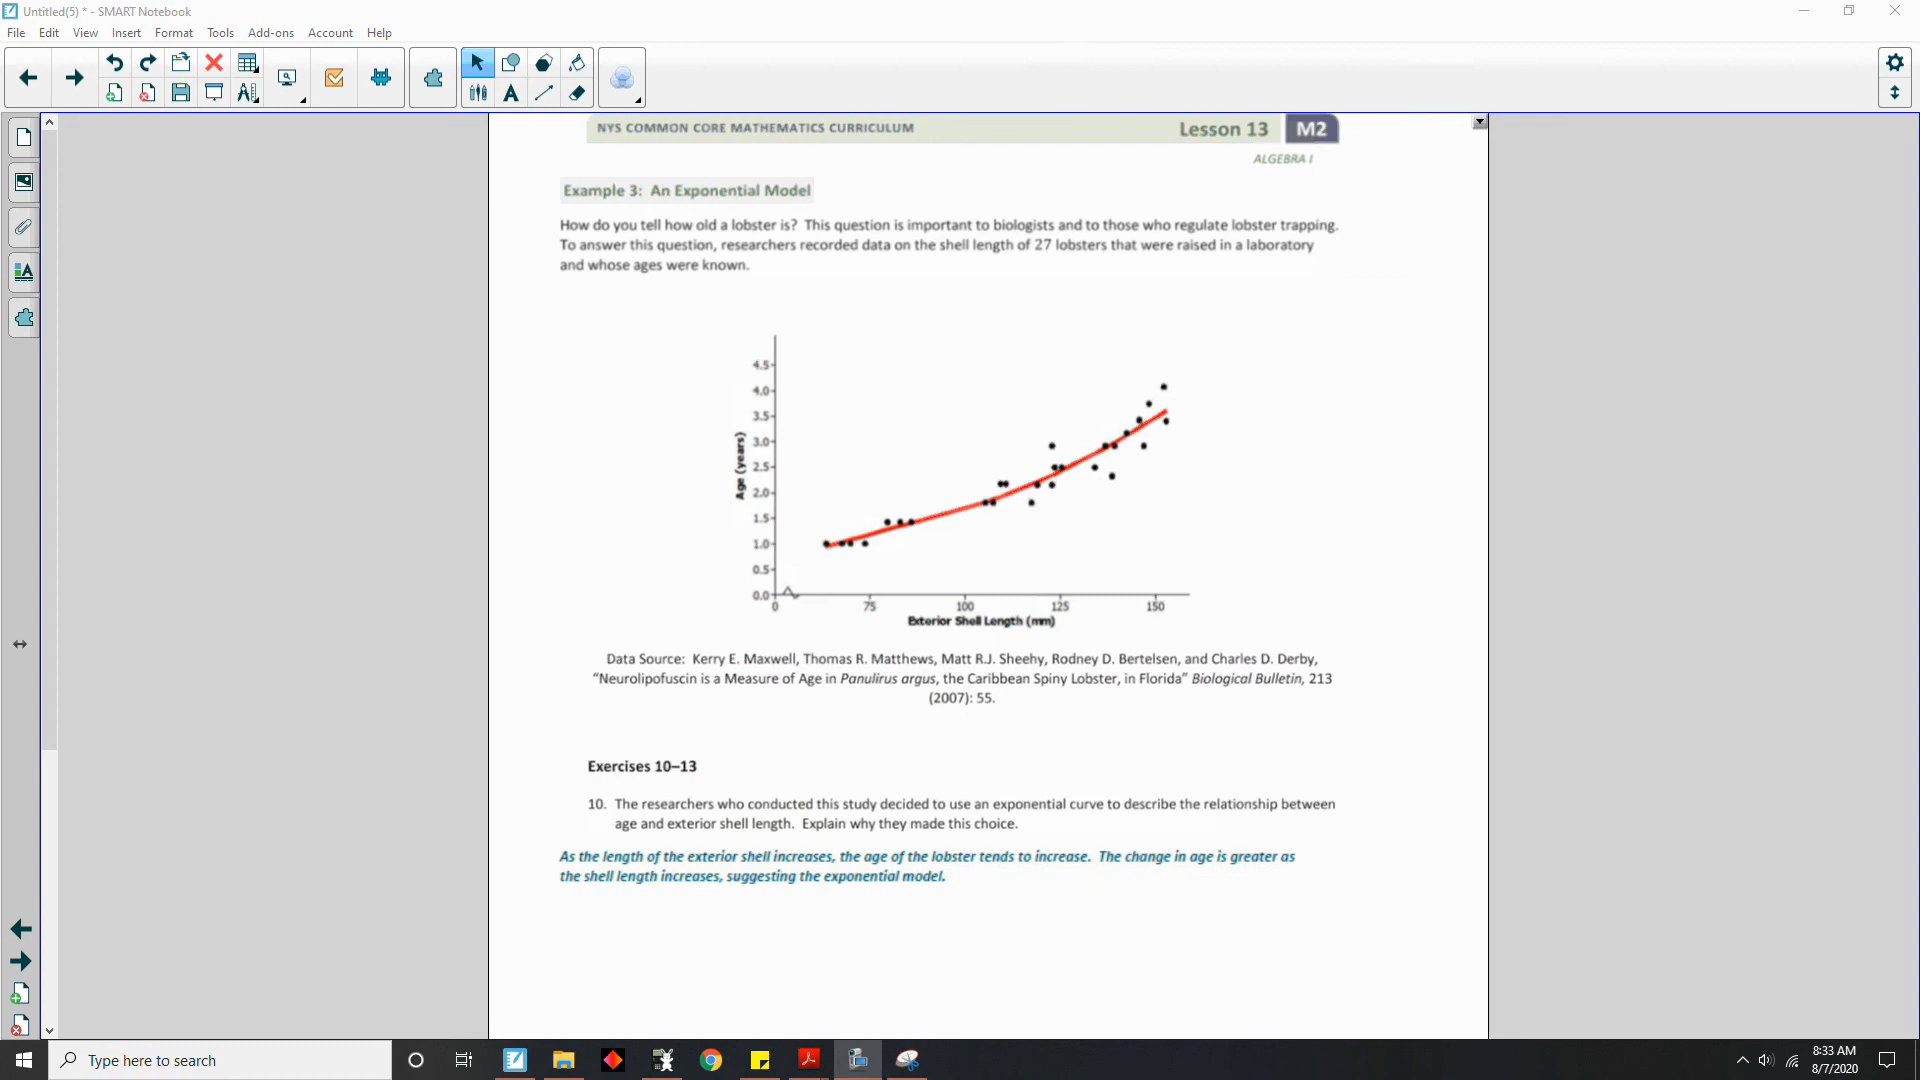 Untitled(5) * - SMART Notebook
File Edit View Insert Format Tools Add-ons Account Help
NYS COMMON CORE MATHEMATICS CURRICULUM Lesson 13 M2
ALGEBRA I
Example 3: An Exponential Model
How do you tell how old a lobster is? This question is important to biologists and to those who regulate lobster trapping.
To answer this question, researchers recorded data on the shell length of 27 lobsters that were raised in a laboratory
and whose ages were known.
4.5
4.0
3.5
3.0
2.5
2.0
1.5
1.0
0.5
0.0
Age (years)
0 75 100 125 150
Exterior Shell Length (mm)
Data Source: Kerry E. Maxwell, Thomas R. Matthews, Matt R.J. Sheehy, Rodney D. Bertelsen, and Charles D. Derby,
“Neurolipofuscin is a Measure of Age in Panulirus argus, the Caribbean Spiny Lobster, in Florida” Biological Bulletin, 213
(2007): 55.
Exercises 10–13
10. The researchers who conducted this study decided to use an exponential curve to describe the relationship between
age and exterior shell length. Explain why they made this choice.
As the length of the exterior shell increases, the age of the lobster tends to increase. The change in age is greater as
the shell length increases, suggesting the exponential model.
Type here to search
8:33 AM
8/7/2020